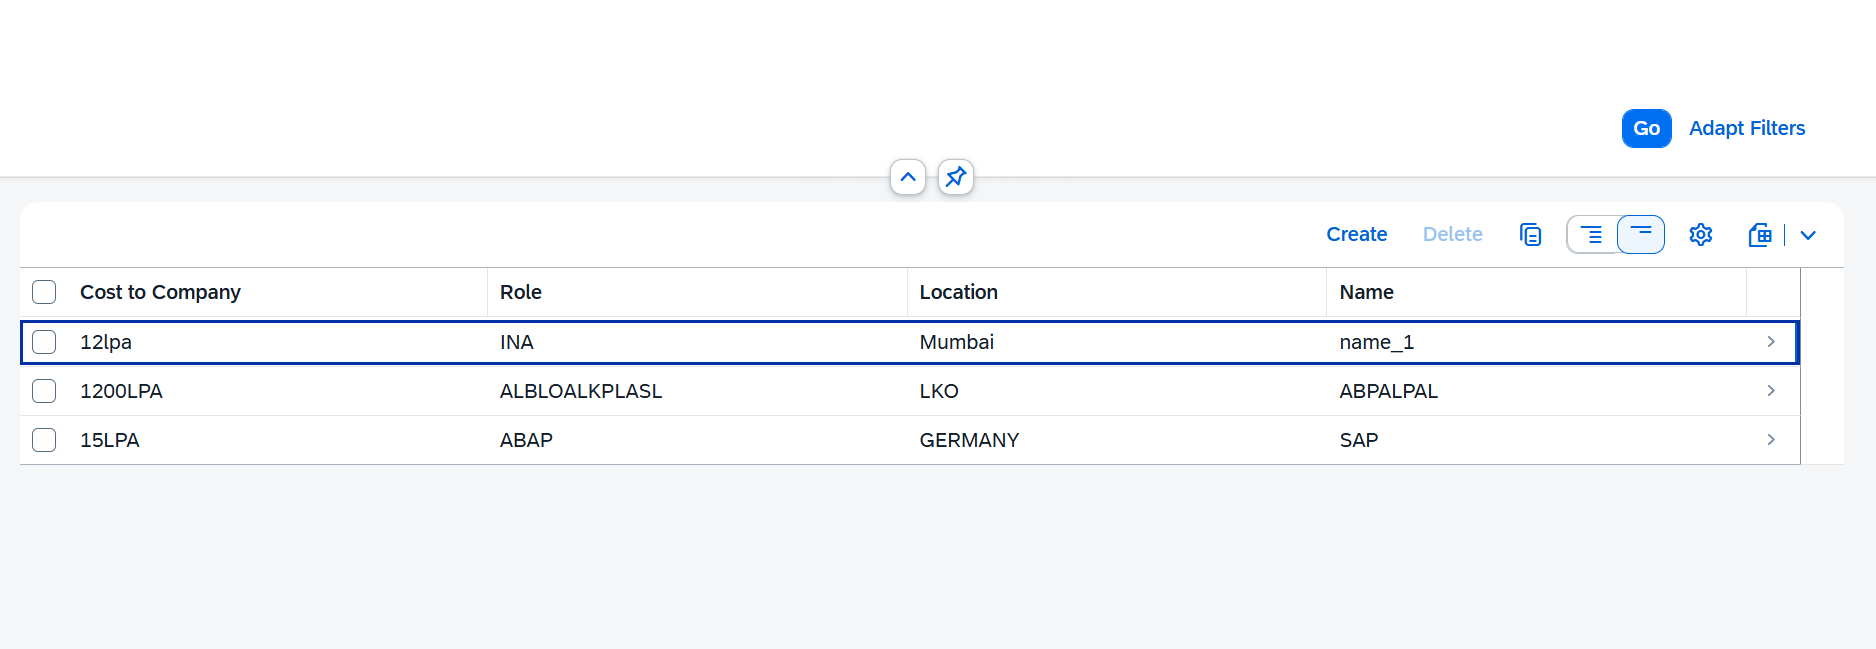 Go Adapt Filters
Create Delete
Cost to Company Role Location Name
12lpa INA Mumbai name_1
1200LPA ALBLOALKPLASL LKO ABPALPAL
15LPA ABAP GERMANY SAP